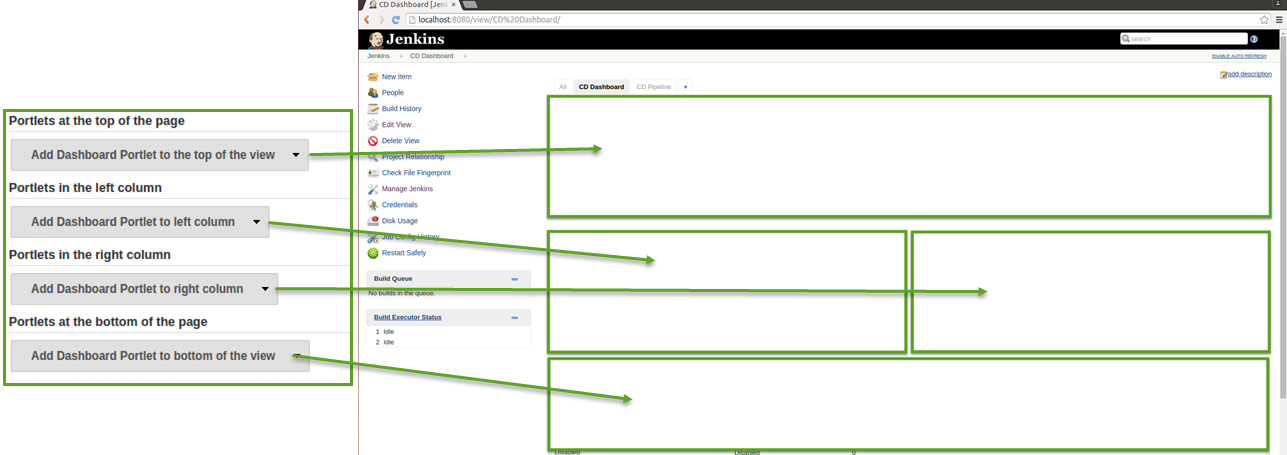 Portlets at the top of the page
Add Dashboard Portlet to the top of the view
Portlets in the left column
Add Dashboard Portlet to left column
Portlets in the right column
Add Dashboard Portlet to right column
Portlets at the bottom of the page
Add Dashboard Portlet to bottom of the view
CD Dashboard [Jenki
localhost:8080/view/CD%20Dashboard/
Jenkins
search
Jenkins CD Dashboard
ENABLE AUTO REFRESH
add description
New Item
People
Build History
Edit View
Delete View
Project Relationship
Check File Fingerprint
Manage Jenkins
Credentials
Disk Usage
Job Config History
Restart Safely
Build Queue
No builds in the queue.
Build Executor Status
1 Idle
2 Idle
All CD Dashboard CD Pipeline +
Disabled Disabled 0